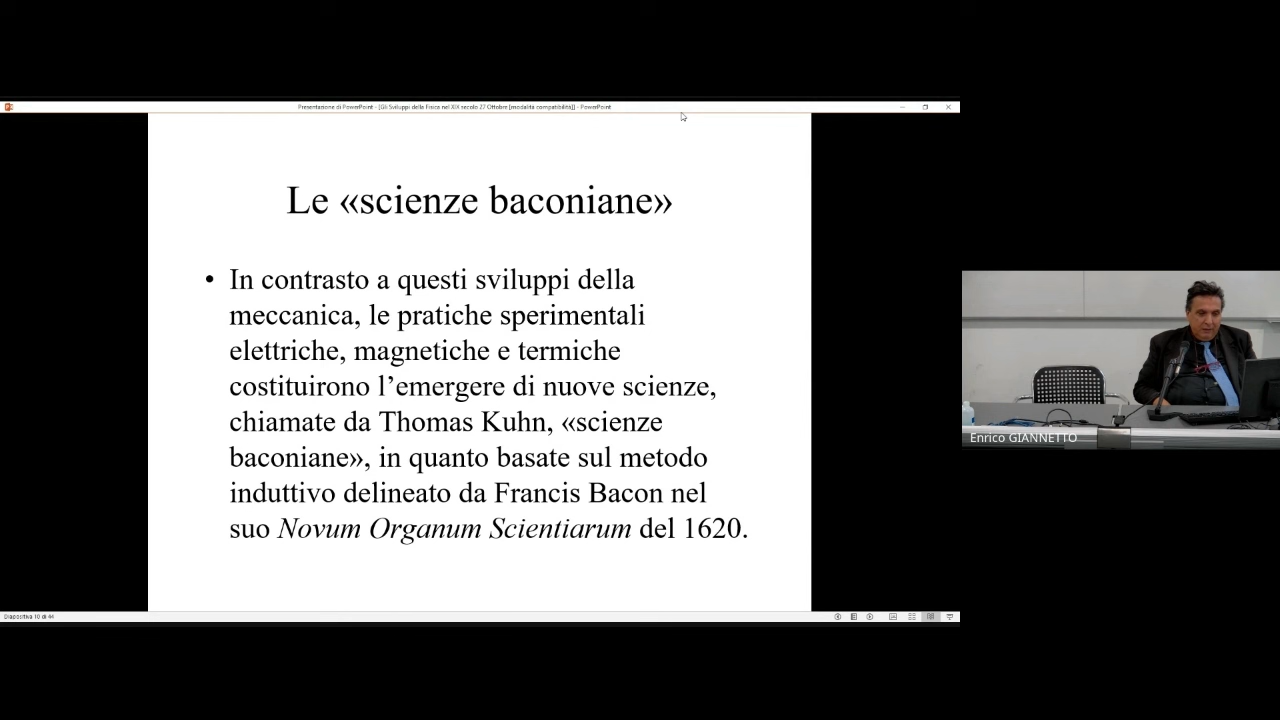 Presentazione di PowerPoint - [Gli Sviluppi della Fisica nel XIX secolo 27 Ottobre [modalità compatibilità]] - PowerPoint
Le «scienze baconiane»
• In contrasto a questi sviluppi della
meccanica, le pratiche sperimentali
elettriche, magnetiche e termiche
costituirono l’emergere di nuove scienze,
chiamate da Thomas Kuhn, «scienze
baconiane», in quanto basate sul metodo
induttivo delineato da Francis Bacon nel
suo Novum Organum Scientiarum del 1620.
Enrico GIANNETTO
Diapositiva 10 di 44